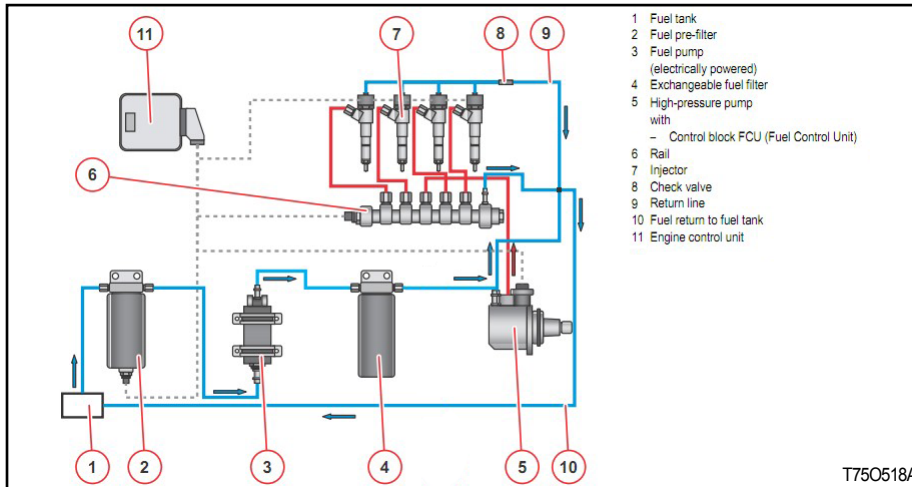 11
7
8
9
6
1
2
3
4
5
10
1 Fuel tank
2 Fuel pre-filter
3 Fuel pump
(electrically powered)
4 Exchangeable fuel filter
5 High-pressure pump
with
– Control block FCU (Fuel Control Unit)
6 Rail
7 Injector
8 Check valve
9 Return line
10 Fuel return to fuel tank
11 Engine control unit
T75O518A